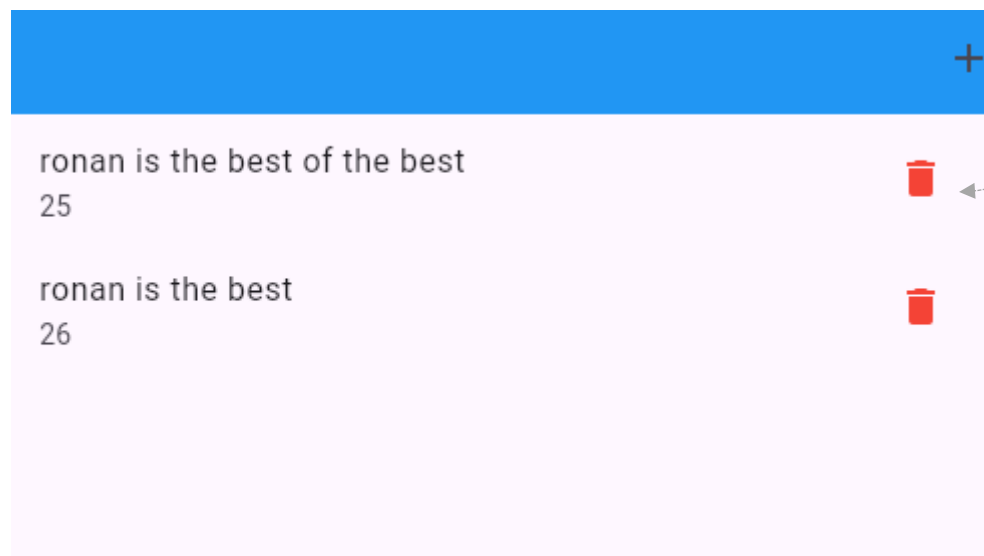 ronan is the best of the best
25
ronan is the best
26